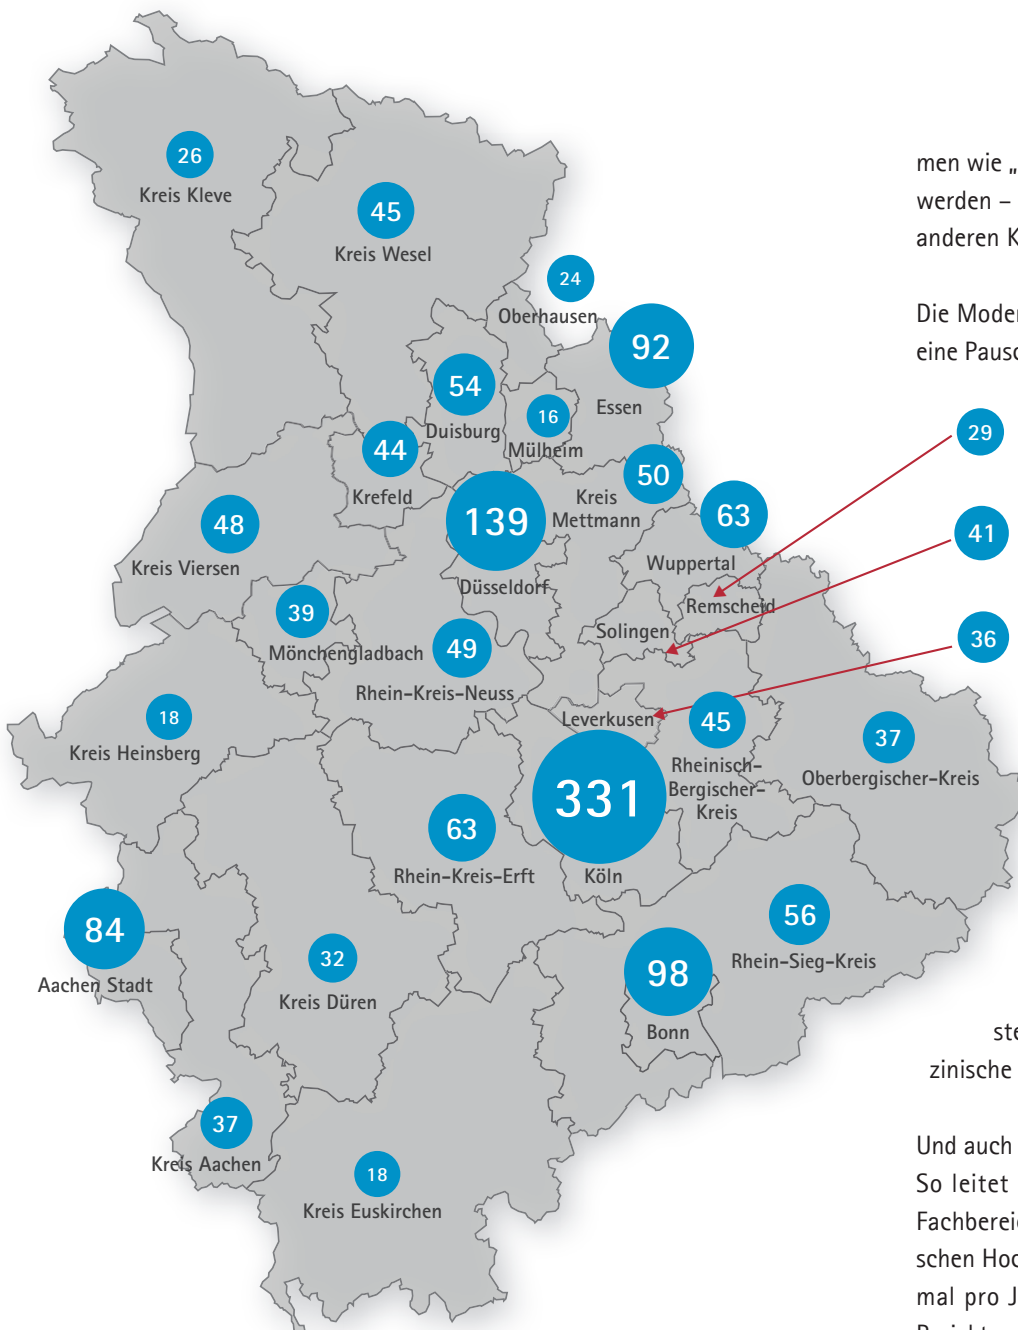 26
Kreis Kleve
45
Kreis Wesel
24
Oberhausen
92
Essen
54
Duisburg
16
Mülheim
44
Krefeld
50
Kreis
Mettmann
139
Düsseldorf
63
Wuppertal
48
Kreis Viersen
39
Mönchengladbach
49
Rhein-Kreis-Neuss
Remscheid
29
Solingen
41
Leverkusen
36
18
Kreis Heinsberg
45
Rheinisch-
Bergischer-
Kreis
37
Oberbergischer-Kreis
331
Köln
63
Rhein-Kreis-Erft
84
Aachen Stadt
32
Kreis Düren
98
Bonn
56
Rhein-Sieg-Kreis
37
Kreis Aachen
18
Kreis Euskirchen
men wie „
werden –
anderen K
Die Moder
eine Pausc
ste
zinische
Und auch
So leitet
Fachbereic
schen Hoc
mal pro J